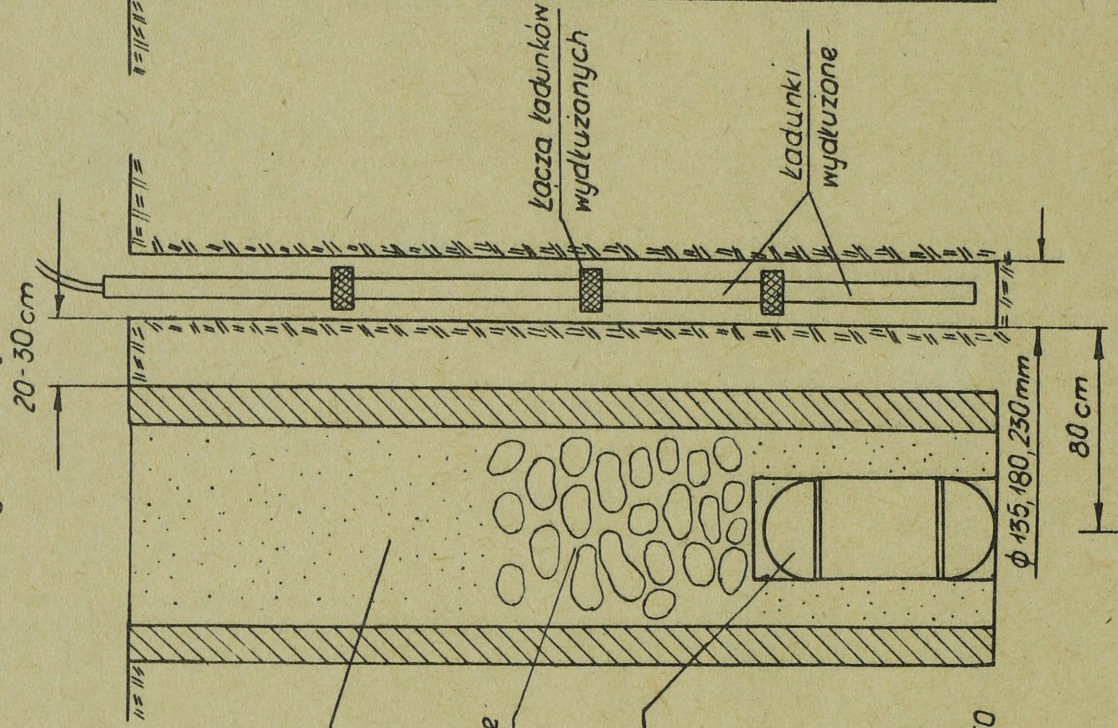 20-30 cm
Łącza ładunków
wydłużonych
Ładunki
wydłużone
ϕ 135, 180, 230 mm
80 cm